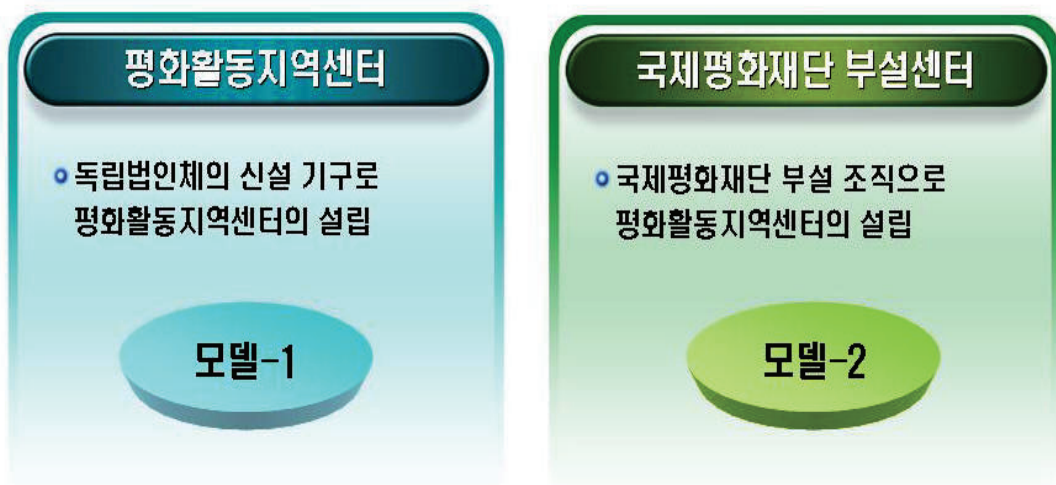 평화활동지역센터
◦ 독립법인체의 신설 기구로
평화활동지역센터의 설립
모델-1
국제평화재단 부설센터
◦ 국제평화재단 부설 조직으로
평화활동지역센터의 설립
모델-2